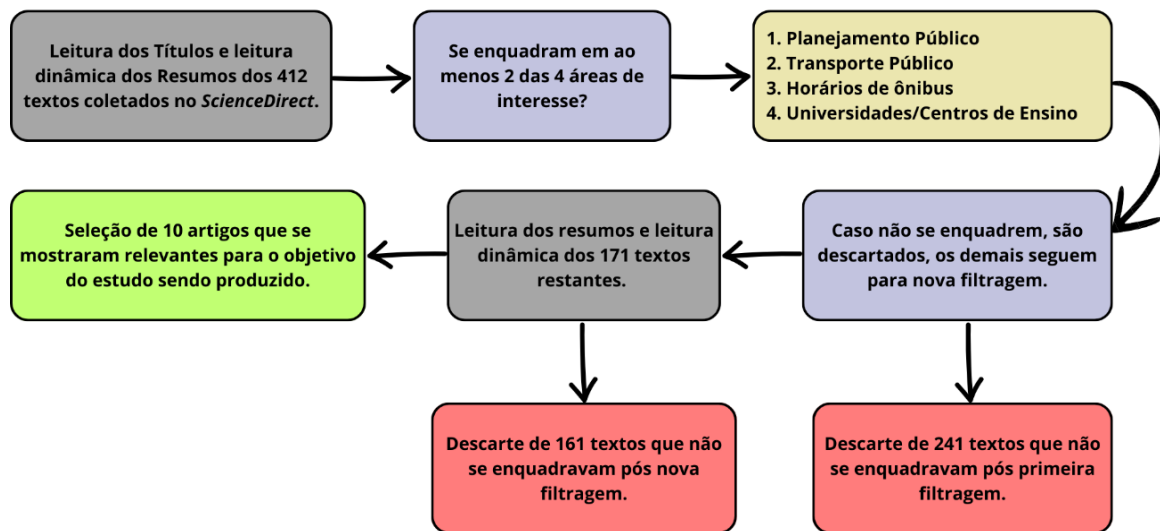 Leitura dos Títulos e leitura
dinâmica dos Resumos dos 412
textos coletados no ScienceDirect.
Se enquadram em ao
menos 2 das 4 áreas de
interesse?
1. Planejamento Público
2. Transporte Público
3. Horários de ônibus
4. Universidades/Centros de Ensino
Caso não se enquadrem, são
descartados, os demais seguem
para nova filtragem.
Leitura dos resumos e leitura
dinâmica dos 171 textos
restantes.
Seleção de 10 artigos que se
mostraram relevantes para o objetivo
do estudo sendo produzido.
Descarte de 161 textos que não
se enquadravam pós nova
filtragem.
Descarte de 241 textos que não
se enquadravam pós primeira
filtragem.